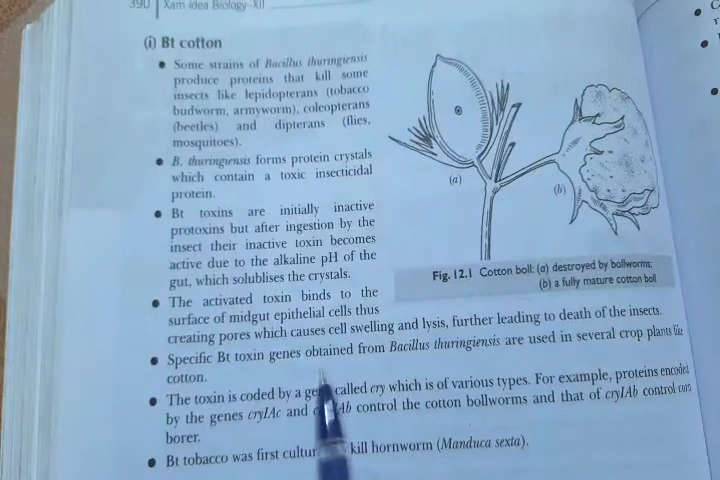 390 Xam idea Biology–XII
(i) Bt cotton
• Some strains of Bacillus thuringiensis
produce proteins that kill some
insects like lepidopterans (tobacco
budworm, armyworm), coleopterans
(beetles) and dipterans (flies,
mosquitoes).
• B. thuringiensis forms protein crystals
which contain a toxic insecticidal
protein.
• Bt toxins are initially inactive
protoxins but after ingestion by the
insect their inactive toxin becomes
active due to the alkaline pH of the
gut, which solublises the crystals.
• The activated toxin binds to the
surface of midgut epithelial cells thus
creating pores which causes cell swelling and lysis, further leading to death of the insect.
(a)
(b)
Fig. 12.1 Cotton boll: (a) destroyed by bollworms;
(b) a fully mature cotton boll
• Specific Bt toxin genes obtained from Bacillus thuringiensis are used in several crop plants like
cotton.
• The toxin is coded by a called cry which is of various types. For example, proteins encoded
by the genes cryIAc and control the cotton bollworms and that of cryIAb control corn
borer.
• Bt tobacco was first kill hornworm (Manduca sexta).